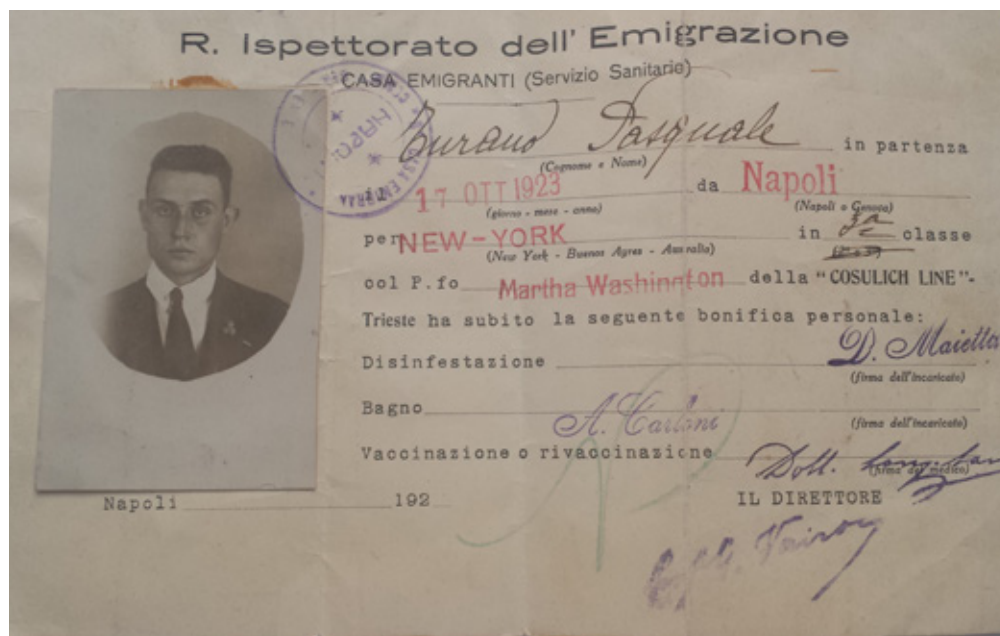 R. Ispettorato dell' Emigrazione
CASA EMIGRANTI (Servizio Sanitario)
Pasquale in partenza
(Cognome e Nome)
17 OTT 1923 da Napoli
(giorno - mese - anno) (Napoli o Genova)
per NEW-YORK in 3a classe
(New York - Buenos Ayres - Australia)
col P.fo Martha Washington della "COSULICH LINE"-
Trieste ha subito la seguente bonifica personale:
Disinfestazione D. Maietta
(firma dell'incaricato)
Bagno A. Carloni
(firma dell'incaricato)
Vaccinazione o rivaccinazione Dott.
(firma del medico)
Napoli 192 IL DIRETTORE